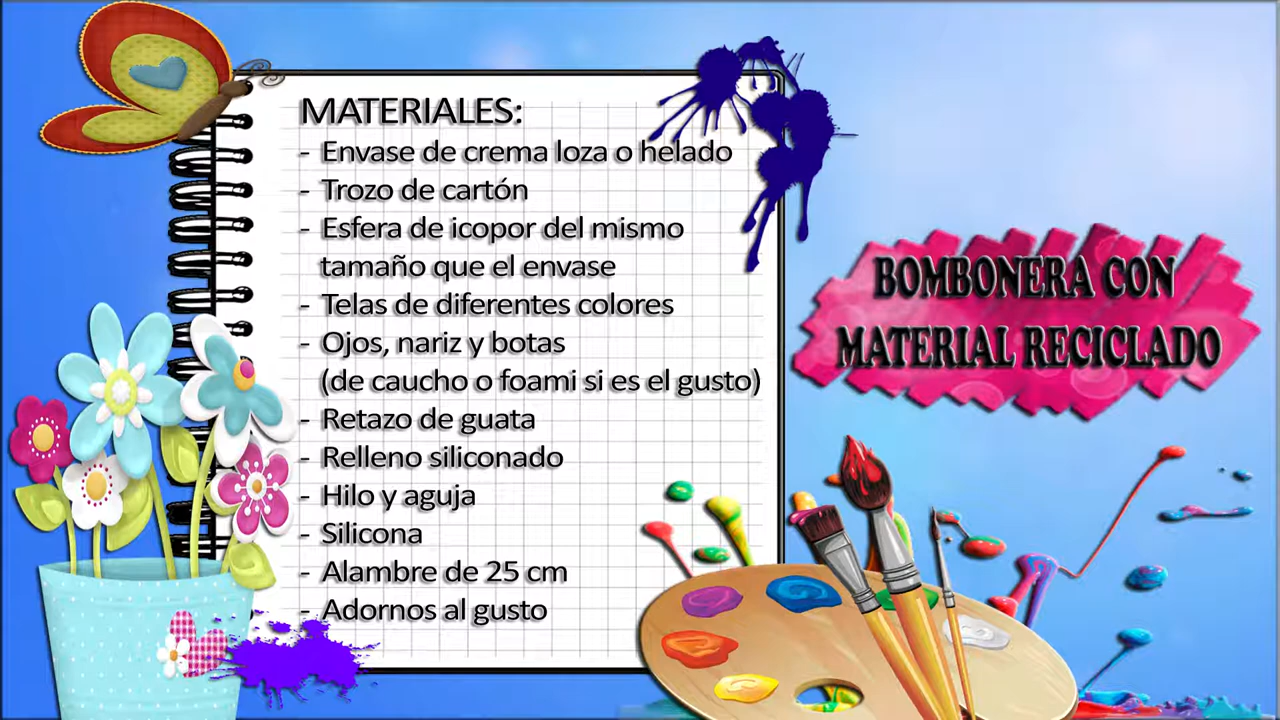 MATERIALES:
- Envase de crema loza o helado
- Trozo de cartón
- Esfera de icopor del mismo
tamaño que el envase
- Telas de diferentes colores
- Ojos, nariz y botas
(de caucho o foami si es el gusto)
- Retazo de guata
- Relleno siliconado
- Hilo y aguja
- Silicona
- Alambre de 25 cm
- Adornos al gusto
BOMBONERA CON
MATERIAL RECICLADO